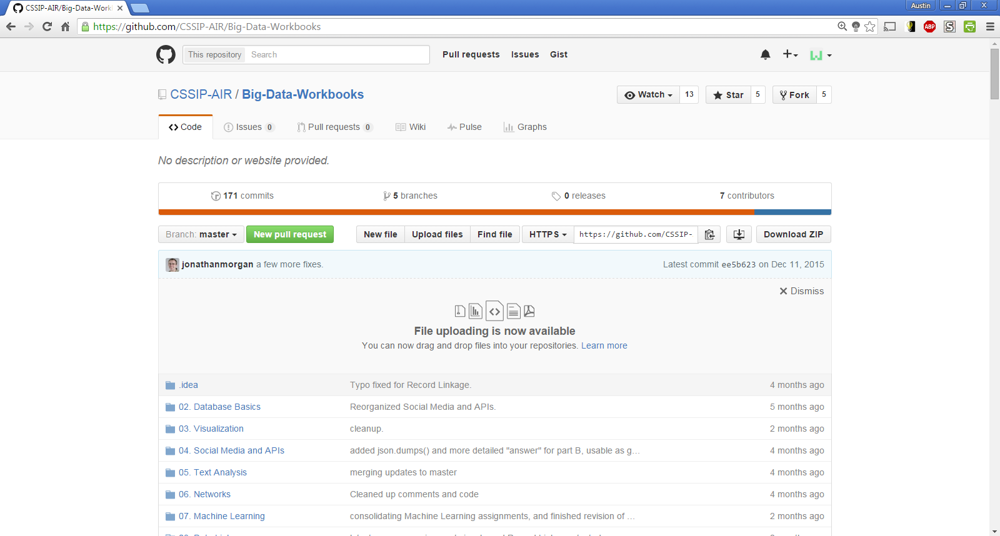 CSSIP-AIR/Big-Data-Workb
Austin
https://github.com/CSSIP-AIR/Big-Data-Workbooks
ABP
This repository Search Pull requests Issues Gist
CSSIP-AIR / Big-Data-Workbooks Watch 13 Star 5 Fork 5
Code Issues 0 Pull requests 0 Wiki Pulse Graphs
No description or website provided.
171 commits 5 branches 0 releases 7 contributors
Branch: master New pull request New file Upload files Find file HTTPS https://github.com/CSSIP- Download ZIP
jonathanmorgan a few more fixes. Latest commit ee5b623 on Dec 11, 2015
Dismiss
File uploading is now available
You can now drag and drop files into your repositories. Learn more
.idea Typo fixed for Record Linkage. 4 months ago
02. Database Basics Reorganized Social Media and APIs. 5 months ago
03. Visualization cleanup. 2 months ago
04. Social Media and APIs added json.dumps() and more detailed "answer" for part B, usable as g… 4 months ago
05. Text Analysis merging updates to master 4 months ago
06. Networks Cleaned up comments and code 4 months ago
07. Machine Learning consolidating Machine Learning assignments, and finished revision of … 2 months ago